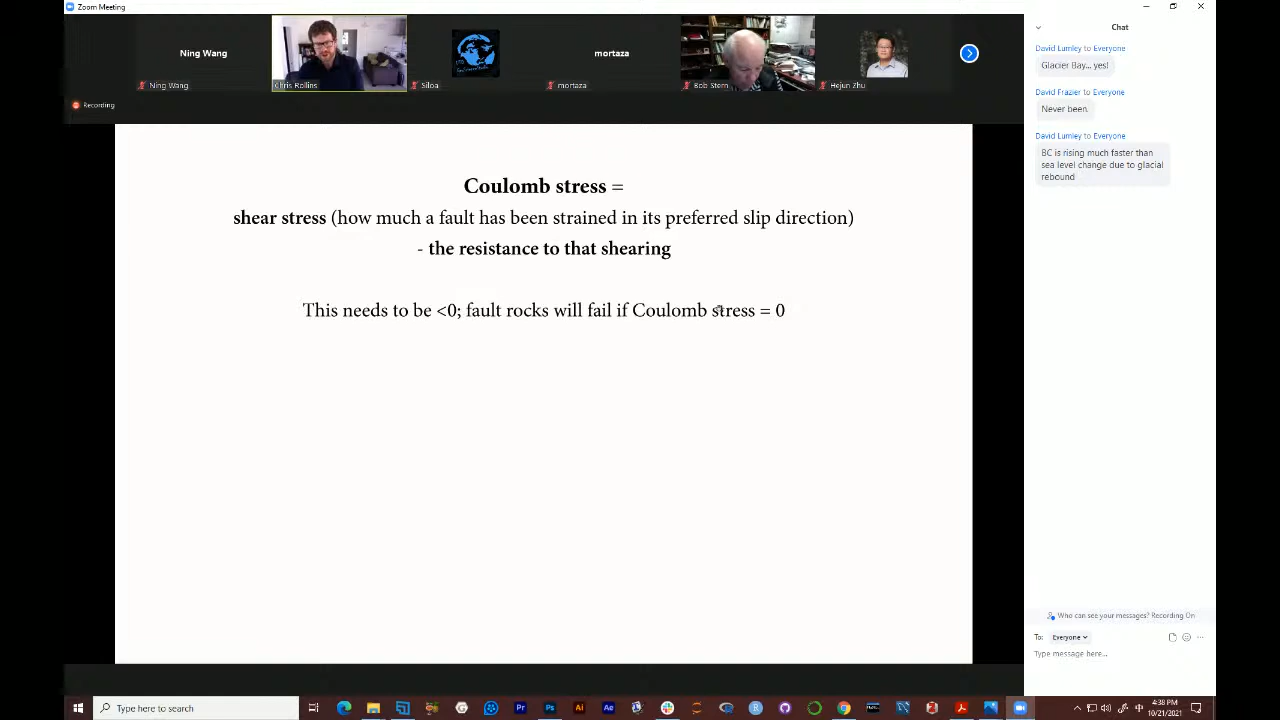 Zoom Meeting
Ning Wang
mortaza
Ning Wang
Chris Rollins
Siloa
mortaza
Bob Stern
Hejun Zhu
Recording
Coulomb stress =
shear stress (how much a fault has been strained in its preferred slip direction)
- the resistance to that shearing
This needs to be <0; fault rocks will fail if Coulomb stress = 0
Chat
David Lumley to Everyone
Glacier Bay... yes!
David Frazier to Everyone
Never been.
David Lumley to Everyone
BC is rising much faster than
sea level change due to glacial
rebound
Who can see your messages? Recording On
To: Everyone
Type message here...
Type here to search
Pr
Ps
Ai
Ae
中
4:38 PM
10/21/2021